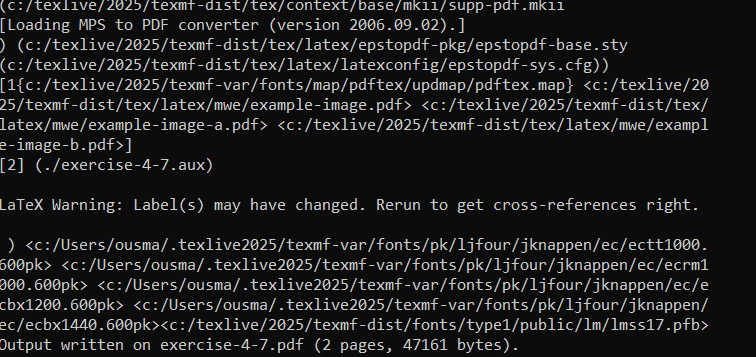 (c:/texlive/2025/texmf-dist/tex/context/base/mkii/supp-pdf.mkii
[Loading MPS to PDF converter (version 2006.09.02).]
) (c:/texlive/2025/texmf-dist/tex/latex/epstopdf-pkg/epstopdf-base.sty
(c:/texlive/2025/texmf-dist/tex/latex/latexconfig/epstopdf-sys.cfg))
[1{c:/texlive/2025/texmf-var/fonts/map/pdftex/updmap/pdftex.map} <c:/texlive/20
25/texmf-dist/tex/latex/mwe/example-image.pdf> <c:/texlive/2025/texmf-dist/tex/
latex/mwe/example-image-a.pdf> <c:/texlive/2025/texmf-dist/tex/latex/mwe/exampl
e-image-b.pdf>]
[2] (./exercise-4-7.aux)
LaTeX Warning: Label(s) may have changed. Rerun to get cross-references right.
) <c:/Users/ousma/.texlive2025/texmf-var/fonts/pk/ljfour/jknappen/ec/ectt1000.
600pk> <c:/Users/ousma/.texlive2025/texmf-var/fonts/pk/ljfour/jknappen/ec/ecrm1
000.600pk> <c:/Users/ousma/.texlive2025/texmf-var/fonts/pk/ljfour/jknappen/ec/e
cbx1200.600pk> <c:/Users/ousma/.texlive2025/texmf-var/fonts/pk/ljfour/jknappen/
ec/ecbx1440.600pk><c:/texlive/2025/texmf-dist/fonts/type1/public/lm/lmss17.pfb>
Output written on exercise-4-7.pdf (2 pages, 47161 bytes).